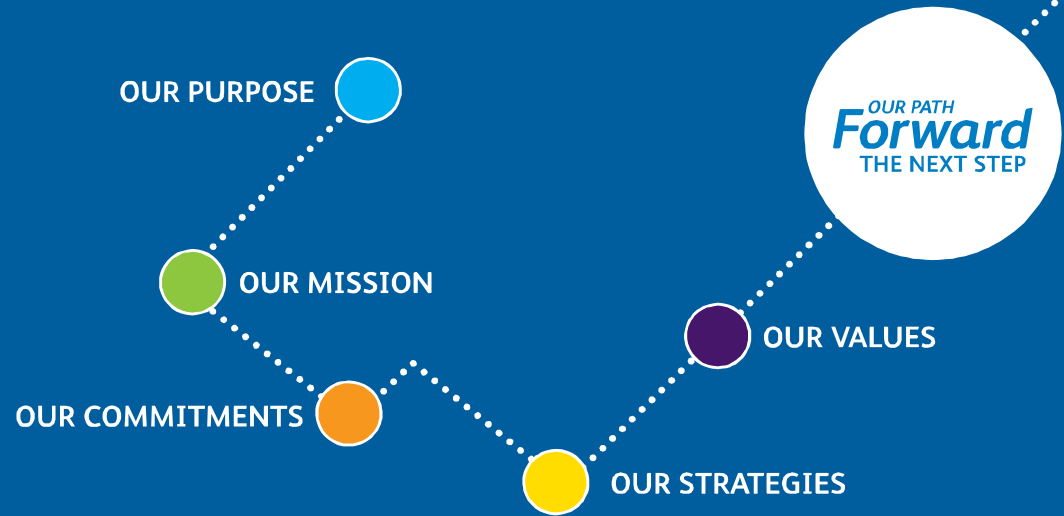 OUR PURPOSE
OUR PATH
Forward
THE NEXT STEP
OUR MISSION
OUR VALUES
OUR COMMITMENTS
OUR STRATEGIES